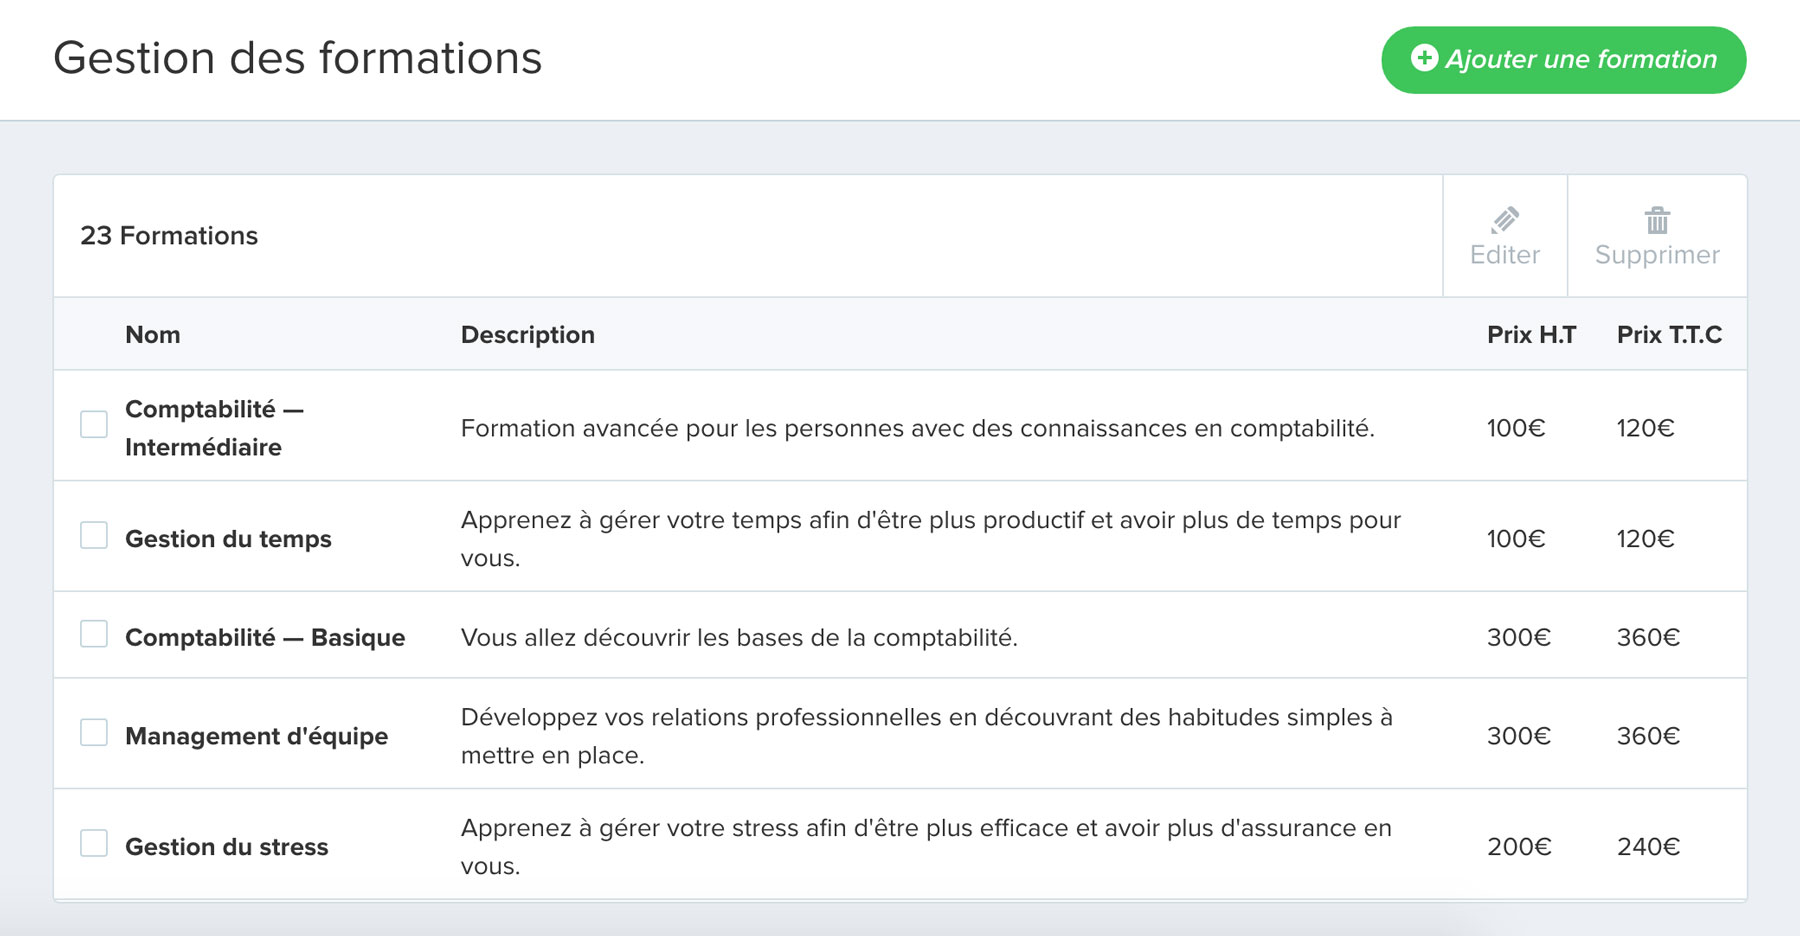 Gestion des formations
Ajouter une formation
23 Formations
Editer
Supprimer
Nom
Description
Prix H.T
Prix T.T.C
Comptabilité —
Intermédiaire
Formation avancée pour les personnes avec des connaissances en comptabilité.
100€
120€
Gestion du temps
Apprenez à gérer votre temps afin d'être plus productif et avoir plus de temps pour
vous.
100€
120€
Comptabilité — Basique
Vous allez découvrir les bases de la comptabilité.
300€
360€
Management d'équipe
Développez vos relations professionnelles en découvrant des habitudes simples à
mettre en place.
300€
360€
Gestion du stress
Apprenez à gérer votre stress afin d'être plus efficace et avoir plus d'assurance en
vous.
200€
240€